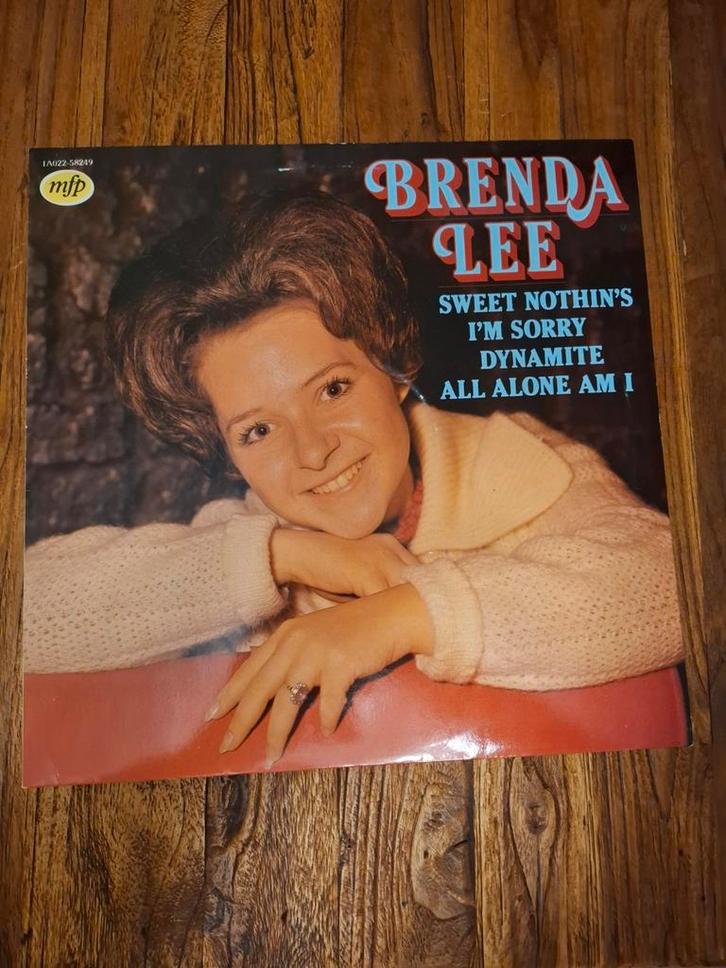 1A022-58249
mfp
BRENDA
LEE
SWEET NOTHIN'S
I'M SORRY
DYNAMITE
ALL ALONE AM I